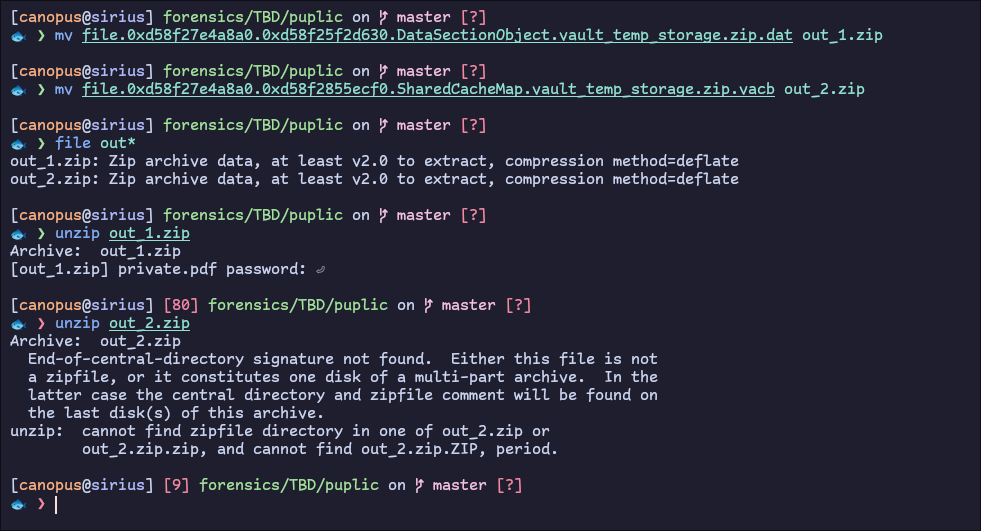 [canopus@sirius] forensics/TBD/puplic on master [?]
❯ mv file.0xd58f27e4a8a0.0xd58f25f2d630.DataSectionObject.vault_temp_storage.zip.dat out_1.zip
[canopus@sirius] forensics/TBD/puplic on master [?]
❯ mv file.0xd58f27e4a8a0.0xd58f2855ecf0.SharedCacheMap.vault_temp_storage.zip.vacb out_2.zip
[canopus@sirius] forensics/TBD/puplic on master [?]
❯ file out*
out_1.zip: Zip archive data, at least v2.0 to extract, compression method=deflate
out_2.zip: Zip archive data, at least v2.0 to extract, compression method=deflate
[canopus@sirius] forensics/TBD/puplic on master [?]
❯ unzip out_1.zip
Archive:  out_1.zip
[out_1.zip] private.pdf password: ⏎
[canopus@sirius] [80] forensics/TBD/puplic on master [?]
❯ unzip out_2.zip
Archive:  out_2.zip
  End-of-central-directory signature not found.  Either this file is not
  a zipfile, or it constitutes one disk of a multi-part archive.  In the
  latter case the central directory and zipfile comment will be found on
  the last disk(s) of this archive.
unzip:  cannot find zipfile directory in one of out_2.zip or
        out_2.zip.zip, and cannot find out_2.zip.ZIP, period.
[canopus@sirius] [9] forensics/TBD/puplic on master [?]
❯